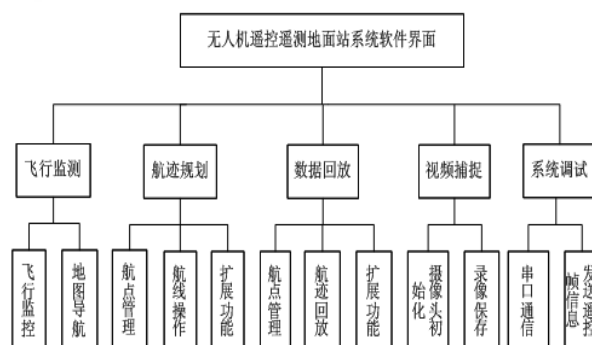 无人机遥控遥测地面站系统软件界面
飞行监测
航迹规划
数据回放
视频捕捉
系统调试
飞行监控
地图导航
航点管理
航线操作
扩展功能
航点管理
航迹回放
扩展功能
摄像头初
始化
录像保存
串口通信
发送遥控
帧信息